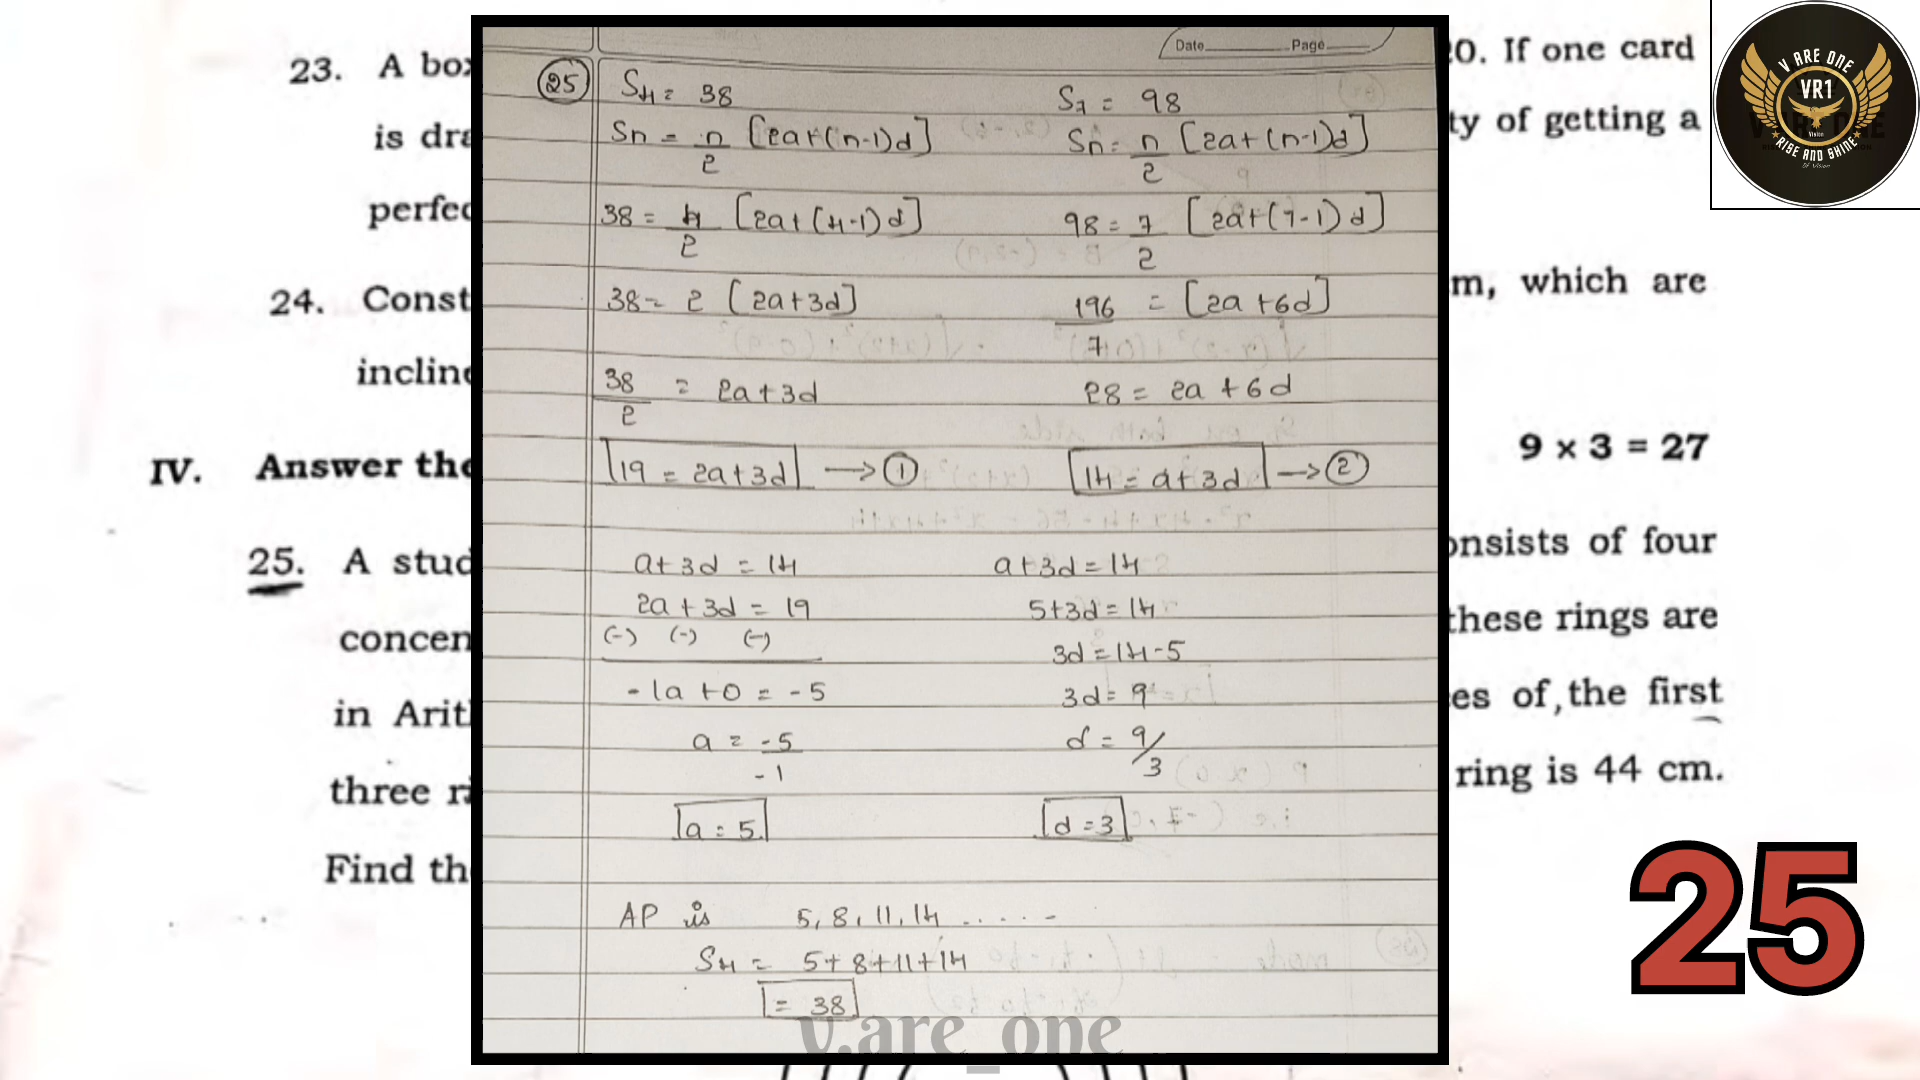 23. A box
is dra
perfec
24. Const
incline
IV. Answer the
25. A stud
concen
in Arit
three ri
Find th
Date Page
25 S4 = 38
Sn = n/2 [2a+(n-1)d]
38 = 4/2 [2a+(4-1)d]
38 = 2 [2a+3d]
38/2 = 2a+3d
19 = 2a+3d → 1
S7 = 98
Sn = n/2 [2a+(n-1)d]
98 = 7/2 [2a+(7-1)d]
196/7 = [2a+6d]
28 = 2a+6d
14 = a+3d → 2
a+3d = 14
2a+3d = 19
(-) (-) (-)
-1a+0 = -5
a = -5/-1
a = 5
a+3d = 14
5+3d = 14
3d = 14-5
3d = 9
d = 9/3
d = 3
AP is 5, 8, 11, 14 .....
S4 = 5+8+11+14
= 38
v.are_one
20. If one card
ty of getting a
m, which are
9 × 3 = 27
onsists of four
these rings are
es of, the first
ring is 44 cm.
V ARE ONE
VR1
Vision
RISE AND SHINE
25